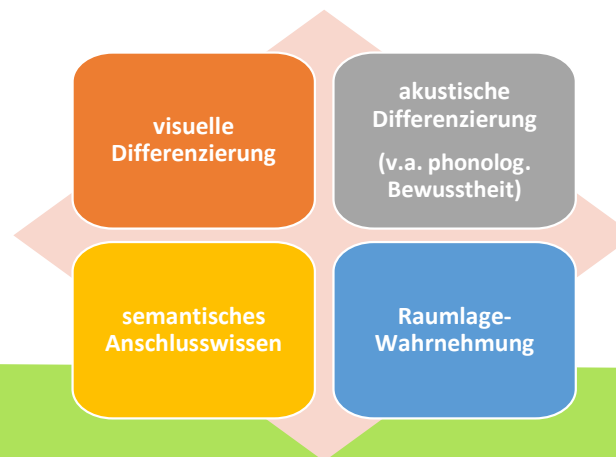 visuelle
Differenzierung
akustische
Differenzierung
(v.a. phonolog.
Bewusstheit)
semantisches
Anschlusswissen
Raumlage-
Wahrnehmung